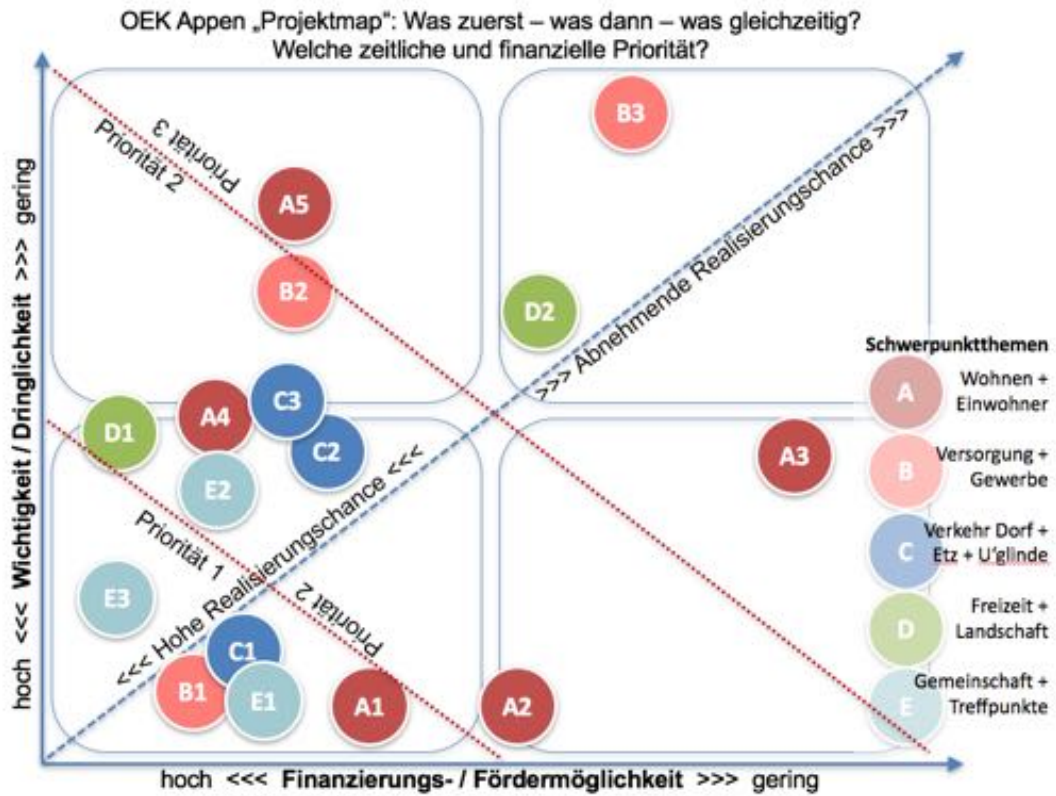 OEK Appen „Projektmap“: Was zuerst – was dann – was gleichzeitig?
Welche zeitliche und finanzielle Priorität?
hoch <<< Wichtigkeit / Dringlichkeit >>> gering
Priorität 3
Priorität 2
B3
A5
B2
D2
>>> Abnehmende Realisierungschance >>>
Schwerpunktthemen
A
Wohnen +
Einwohner
B
Versorgung +
Gewerbe
C
Verkehr Dorf +
Etz + U'glinde
D
Freizeit +
Landschaft
E
Gemeinschaft +
Treffpunkte
D1
A4
C3
C2
E2
A3
Priorität 1
Priorität 2
<<< Hohe Realisierungschance <<<
E3
C1
B1
E1
A1
A2
hoch <<< Finanzierungs- / Fördermöglichkeit >>> gering